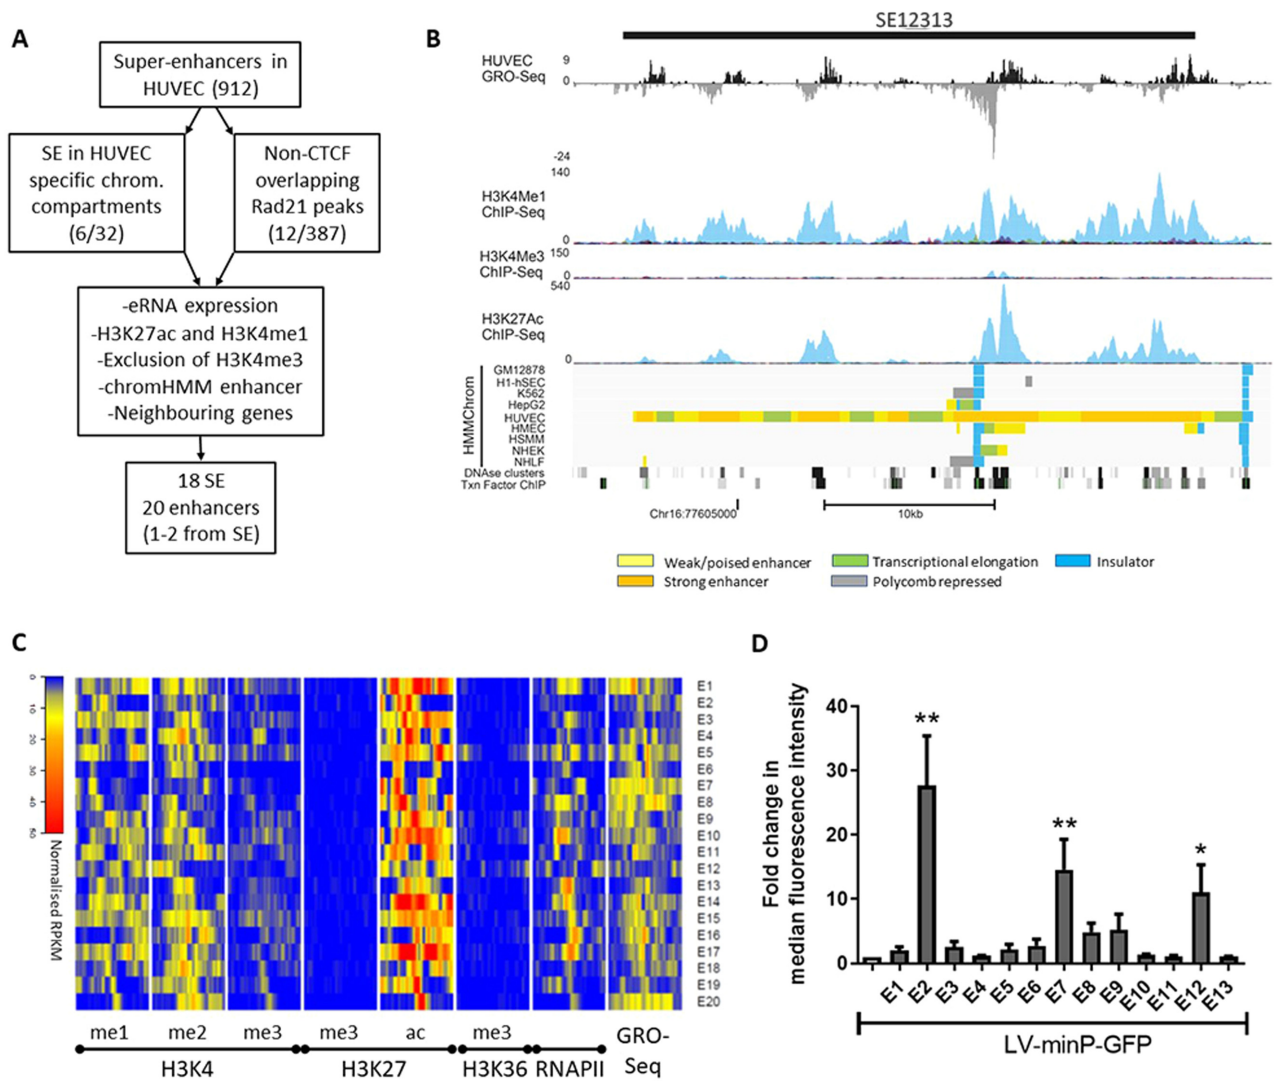 A
Super-enhancers in
HUVEC (912)
SE in HUVEC
specific chrom.
compartments
(6/32)
Non-CTCF
overlapping
Rad21 peaks
(12/387)
-eRNA expression
-H3K27ac and H3K4me1
-Exclusion of H3K4me3
-chromHMM enhancer
-Neighbouring genes
18 SE
20 enhancers
(1-2 from SE)
B
SE12313
HUVEC
GRO-Seq
9
0
-24
140
H3K4Me1
ChIP-Seq
0
150
H3K4Me3
ChIP-Seq
0
540
H3K27Ac
ChIP-Seq
0
HMMChrom
GM12878
H1-hSEC
K562
HepG2
HUVEC
HMEC
HSMM
NHEK
NHLF
DNAse clusters
Txn Factor ChIP
Chr16:77605000
10kb
Weak/poised enhancer
Transcriptional elongation
Insulator
Strong enhancer
Polycomb repressed
C
0
10
20
30
40
50
Normalised RPKM
E1
E2
E3
E4
E5
E6
E7
E8
E9
E10
E11
E12
E13
E14
E15
E16
E17
E18
E19
E20
me1 me2 me3 me3 ac me3
H3K4 H3K27 H3K36 RNAPII
GRO-
Seq
D
Fold change in
median fluorescence intensity
40
30
20
10
0
**
**
*
E1 E2 E3 E4 E5 E6 E7 E8 E9 E10 E11 E12 E13
LV-minP-GFP